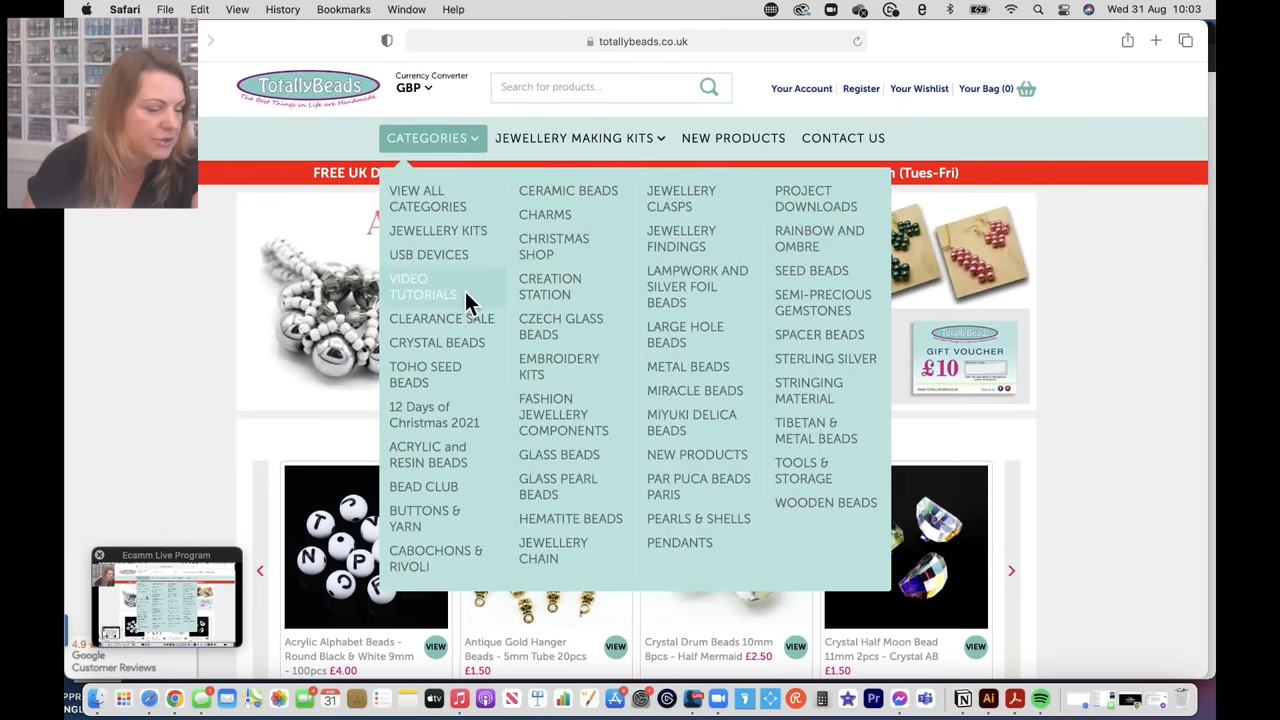 Safari File Edit View History Bookmarks Window Help Wed 31 Aug 10:03
totallybeads.co.uk
TotallyBeads
The Best Things in Life are Handmade
Currency Converter
GBP
Search for products...
Your Account Register Your Wishlist Your Bag (0)
CATEGORIES JEWELLERY MAKING KITS NEW PRODUCTS CONTACT US
FREE UK D
n (Tues-Fri)
VIEW ALL
CATEGORIES
JEWELLERY KITS
USB DEVICES
VIDEO
TUTORIALS
CLEARANCE SALE
CRYSTAL BEADS
TOHO SEED
BEADS
12 Days of
Christmas 2021
ACRYLIC and
RESIN BEADS
BEAD CLUB
BUTTONS &
YARN
CABOCHONS &
RIVOLI
CERAMIC BEADS
CHARMS
CHRISTMAS
SHOP
CREATION
STATION
CZECH GLASS
BEADS
EMBROIDERY
KITS
FASHION
JEWELLERY
COMPONENTS
GLASS BEADS
GLASS PEARL
BEADS
HEMATITE BEADS
JEWELLERY
CHAIN
JEWELLERY
CLASPS
JEWELLERY
FINDINGS
LAMPWORK AND
SILVER FOIL
BEADS
LARGE HOLE
BEADS
METAL BEADS
MIRACLE BEADS
MIYUKI DELICA
BEADS
NEW PRODUCTS
PAR PUCA BEADS
PARIS
PEARLS & SHELLS
PENDANTS
PROJECT
DOWNLOADS
RAINBOW AND
OMBRE
SEED BEADS
SEMI-PRECIOUS
GEMSTONES
SPACER BEADS
STERLING SILVER
STRINGING
MATERIAL
TIBETAN &
METAL BEADS
TOOLS &
STORAGE
WOODEN BEADS
TotallyBeads
GIFT VOUCHER
£10
Ecamm Live Program
4.9
Google
Customer Reviews
Acrylic Alphabet Beads -
Round Black & White 9mm
- 100pcs £4.00
VIEW
Antique Gold Hanger
Beads - 5mm Tube 20pcs
£1.50
VIEW
Crystal Drum Beads 10mm
8pcs - Half Mermaid £2.50
VIEW
Crystal Half Moon Bead
11mm 2pcs - Crystal AB
£1.50
VIEW